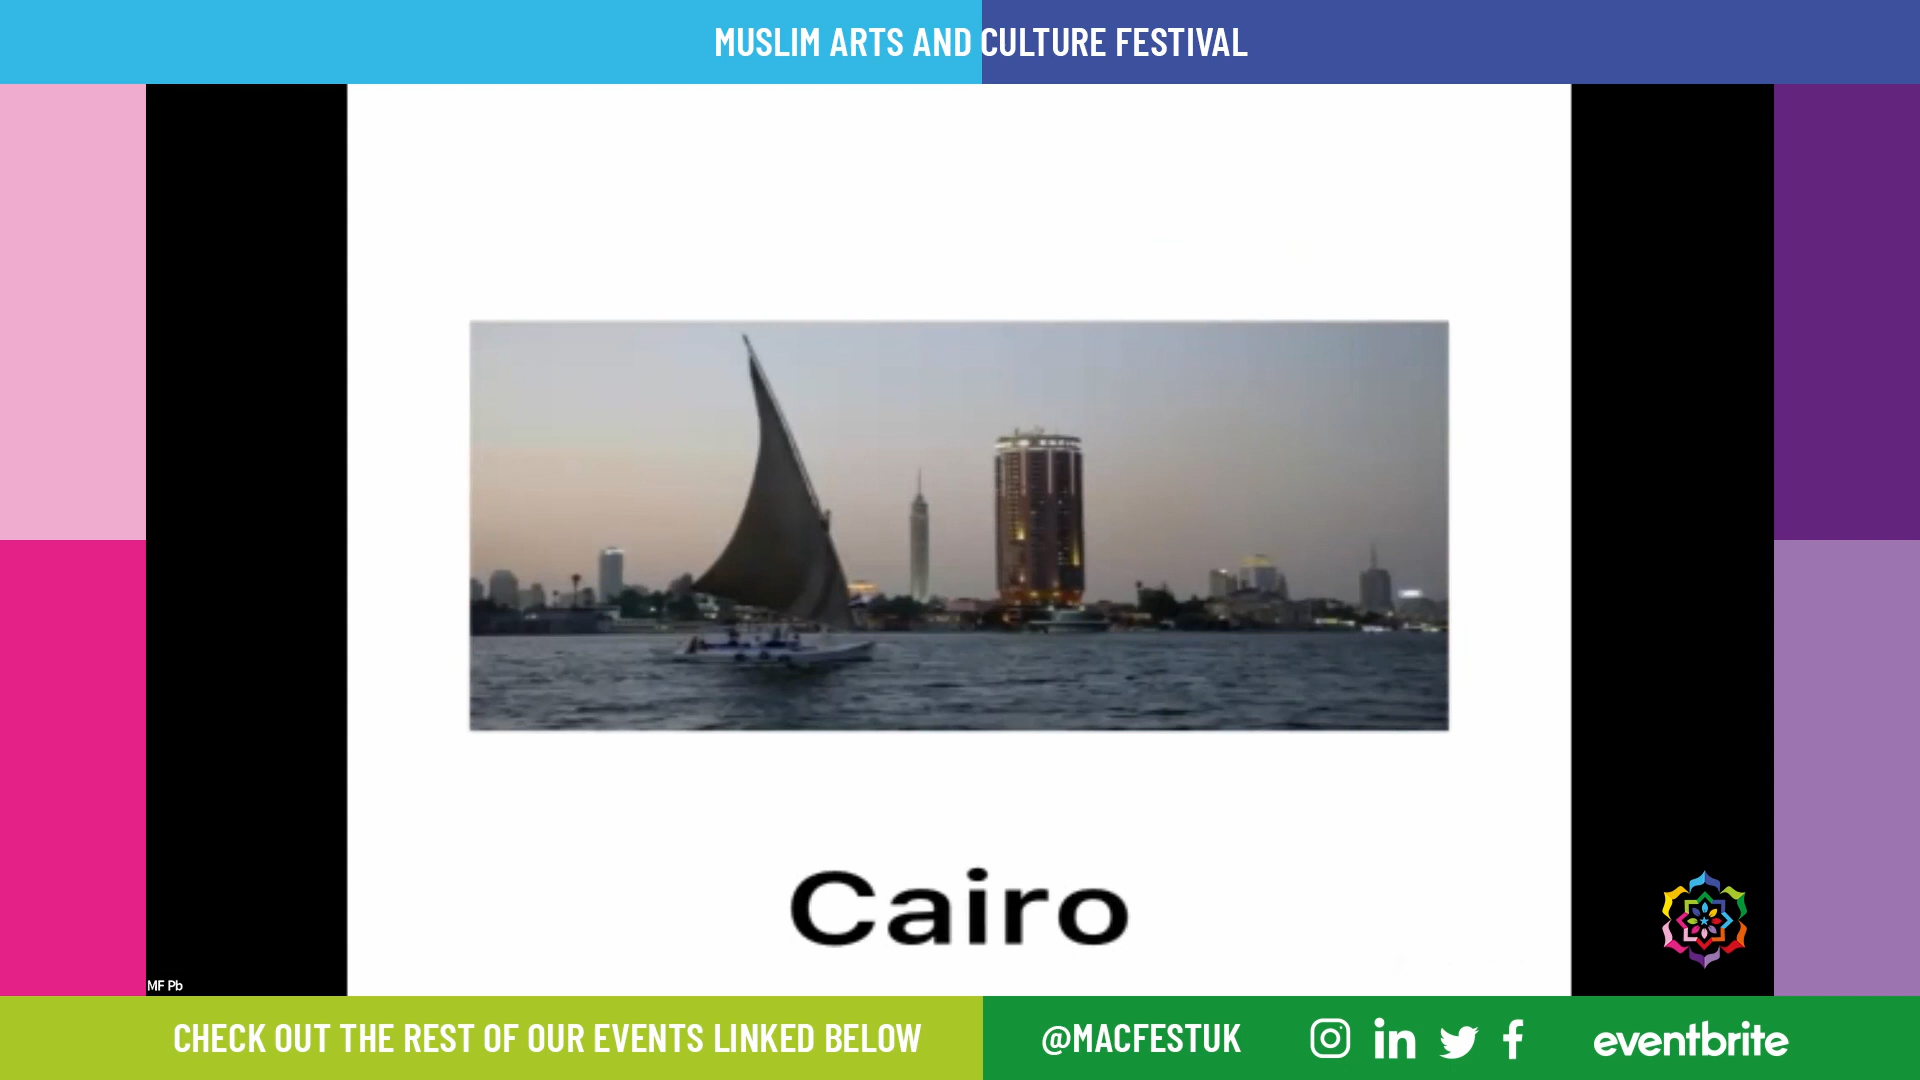 MUSLIM ARTS AND CULTURE FESTIVAL
Cairo
MF Pb
CHECK OUT THE REST OF OUR EVENTS LINKED BELOW
@MACFESTUK
eventbrite